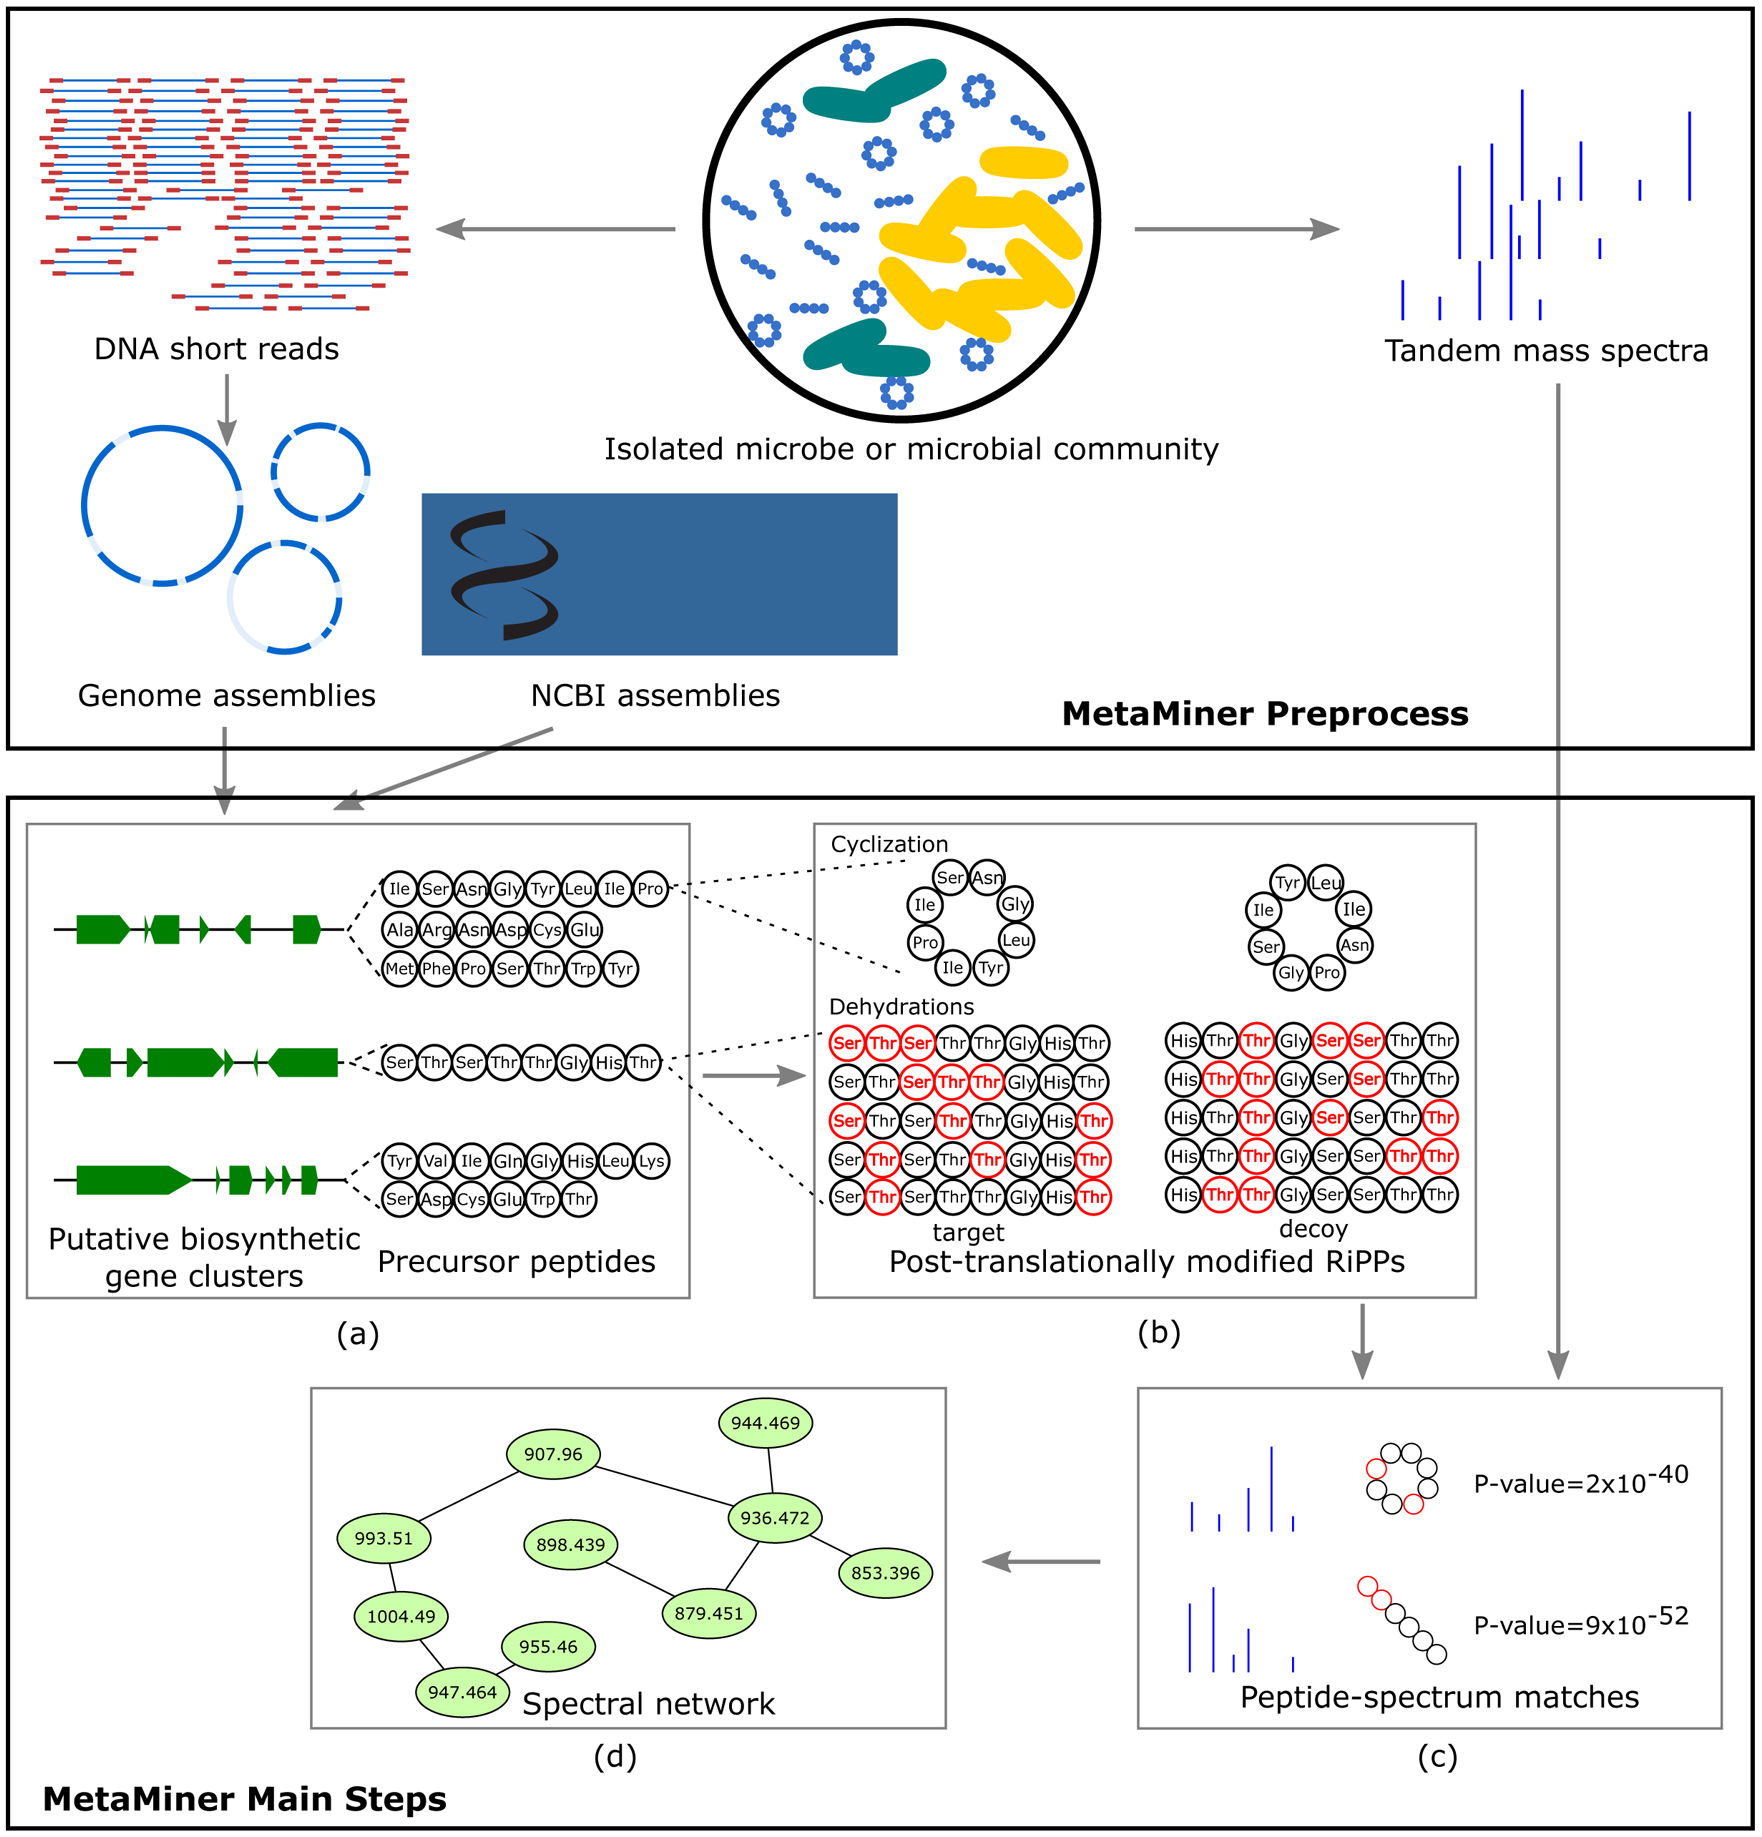 DNA short reads
Isolated microbe or microbial community
Tandem mass spectra
Genome assemblies
NCBI assemblies
MetaMiner Preprocess
Ile Ser Asn Gly Tyr Leu Ile Pro
Ala Arg Asn Asp Cys Glu
Met Phe Pro Ser Thr Trp Tyr
Ser Thr Ser Thr Thr Gly His Thr
Tyr Val Ile Gln Gly His Leu Lys
Ser Asp Cys Glu Trp Thr
Putative biosynthetic
gene clusters
Precursor peptides
(a)
Cyclization
Ser Asn
Ile Gly
Pro Leu
Ile Tyr
Tyr Leu
Ile Ile
Ser Asn
Gly Pro
Dehydrations
Ser Thr Ser Thr Thr Gly His Thr
Ser Thr Ser Thr Thr Gly His Thr
Ser Thr Ser Thr Thr Gly His Thr
Ser Thr Ser Thr Thr Gly His Thr
Ser Thr Ser Thr Thr Gly His Thr
target
His Thr Thr Gly Ser Ser Thr Thr
His Thr Thr Gly Ser Ser Thr Thr
His Thr Thr Gly Ser Ser Thr Thr
His Thr Thr Gly Ser Ser Thr Thr
His Thr Thr Gly Ser Ser Thr Thr
decoy
Post-translationally modified RiPPs
(b)
944.469
907.96
936.472
993.51
898.439
853.396
1004.49
879.451
955.46
947.464
Spectral network
(d)
P-value=2x10-40
P-value=9x10-52
Peptide-spectrum matches
(c)
MetaMiner Main Steps